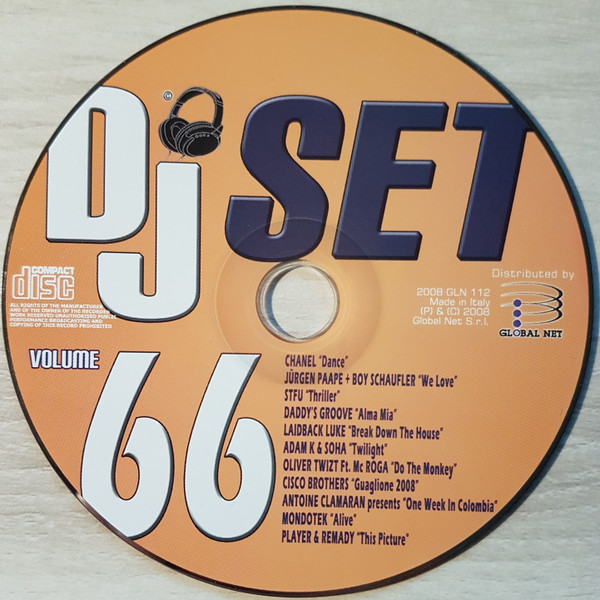 ©
DJ SET
COMPACT
disc
ALL RIGHTS OF THE MANUFACTURER
AND OF THE OWNER OF THE RECORDED
WORK RESERVED UNAUTHORISED PUBLIC
PERFORMANCE BROADCASTING AND
COPYING OF THIS RECORD PROHIBITED
2008 GLN 112
Made in Italy
(P) & (C) 2008
Global Net S.r.l.
Distributed by
GLOBAL NET
VOLUME
66
CHANEL "Dance"
JÜRGEN PAAPE + BOY SCHAUFLER "We Love"
STFU "Thriller"
DADDY'S GROOVE "Alma Mia"
LAIDBACK LUKE "Break Down The House"
ADAM K & SOHA "Twilight"
OLIVER TWIZT Ft. Mc ROGA "Do The Monkey"
CISCO BROTHERS "Guaglione 2008"
ANTOINE CLAMARAN presents "One Week In Colombia"
MONDOTEK "Alive"
PLAYER & REMADY "This Picture"